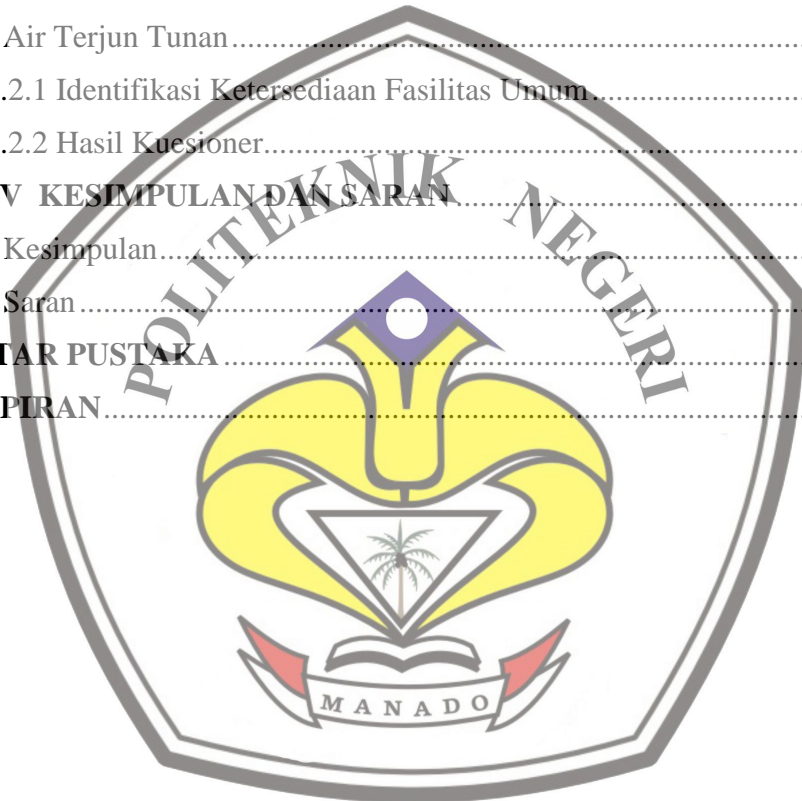 Air Terjun Tunan........................................................................
.2.1 Identifikasi Ketersediaan Fasilitas Umum..........................
.2.2 Hasil Kuesioner....................................................................
V KESIMPULAN DAN SARAN............................................
Kesimpulan.................................................................................
Saran...........................................................................................
TAR PUSTAKA.........................................................................
PIRAN........................................................................................
POLITEKNIK NEGERI
MANADO